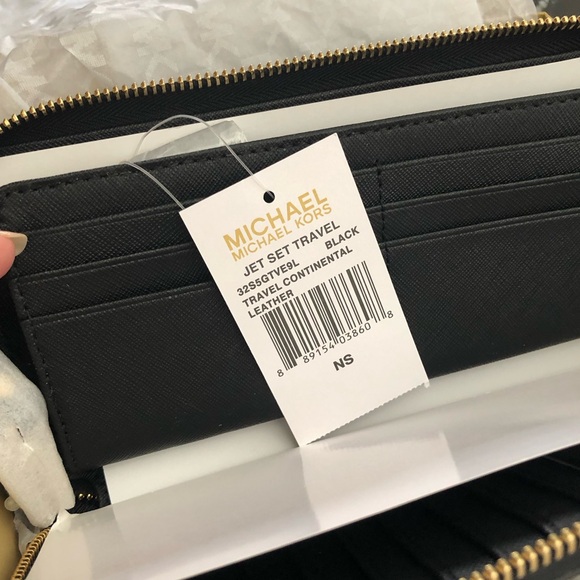 MICHAEL
MICHAEL KORS
JET SET TRAVEL
32S5GTVE9L BLACK
TRAVEL CONTINENTAL
LEATHER
8 89154 03860 8
NS